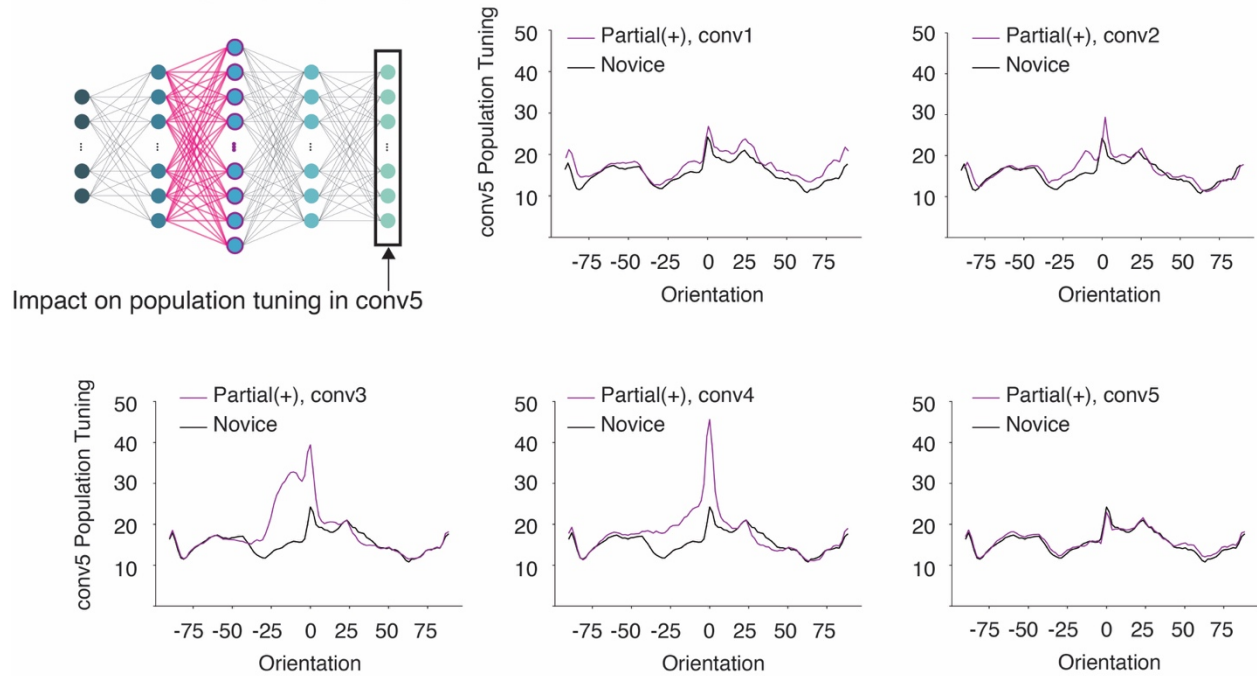 Impact on population tuning in conv5
50
40
30
20
10
conv5 Population Tuning
Partial(+), conv1
Novice
-75 -50 -25 0 25 50 75
Orientation
50
40
30
20
10
Partial(+), conv2
Novice
-75 -50 -25 0 25 50 75
Orientation
50
40
30
20
10
conv5 Population Tuning
Partial(+), conv3
Novice
-75 -50 -25 0 25 50 75
Orientation
50
40
30
20
10
Partial(+), conv4
Novice
-75 -50 -25 0 25 50 75
Orientation
50
40
30
20
10
Partial(+), conv5
Novice
-75 -50 -25 0 25 50 75
Orientation